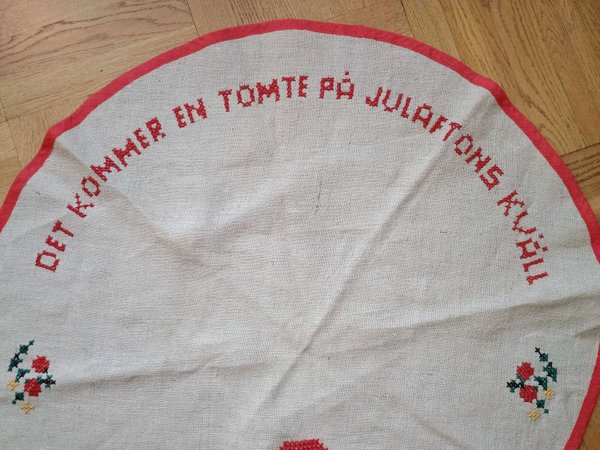 DET KOMMER EN TOMTE PÅ JULAFTONS KVÄLL